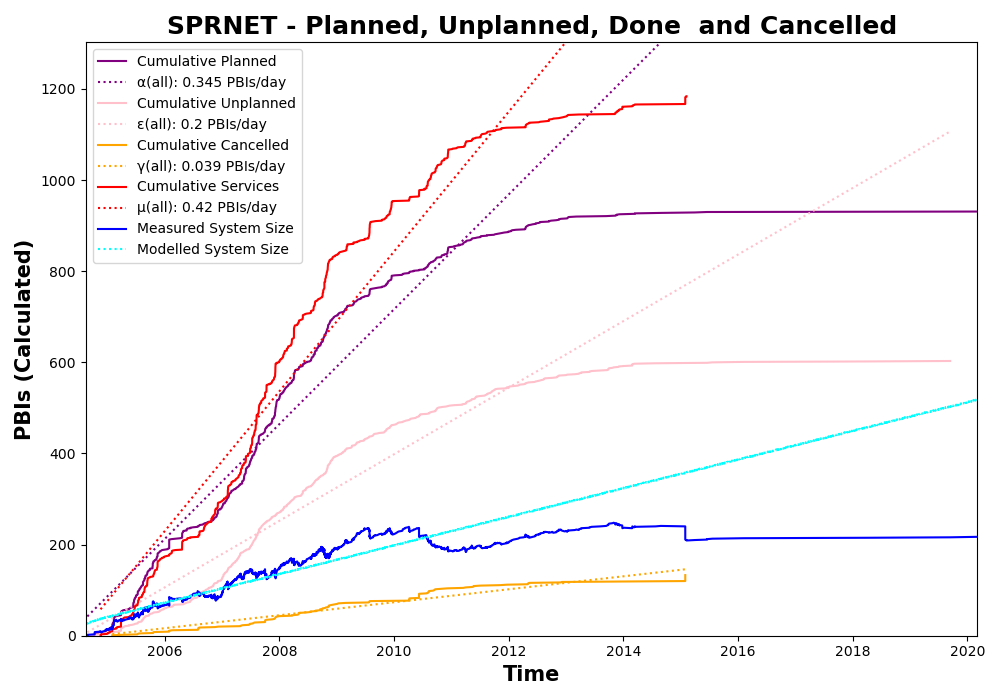 SPRNET - Planned, Unplanned, Done  and Cancelled
Cumulative Planned
α(all): 0.345 PBIs/day
Cumulative Unplanned
ε(all): 0.2 PBIs/day
Cumulative Cancelled
γ(all): 0.039 PBIs/day
Cumulative Services
μ(all): 0.42 PBIs/day
Measured System Size
Modelled System Size
PBIs (Calculated)
1200
1000
800
600
400
200
0
2006 2008 2010 2012 2014 2016 2018 2020
Time